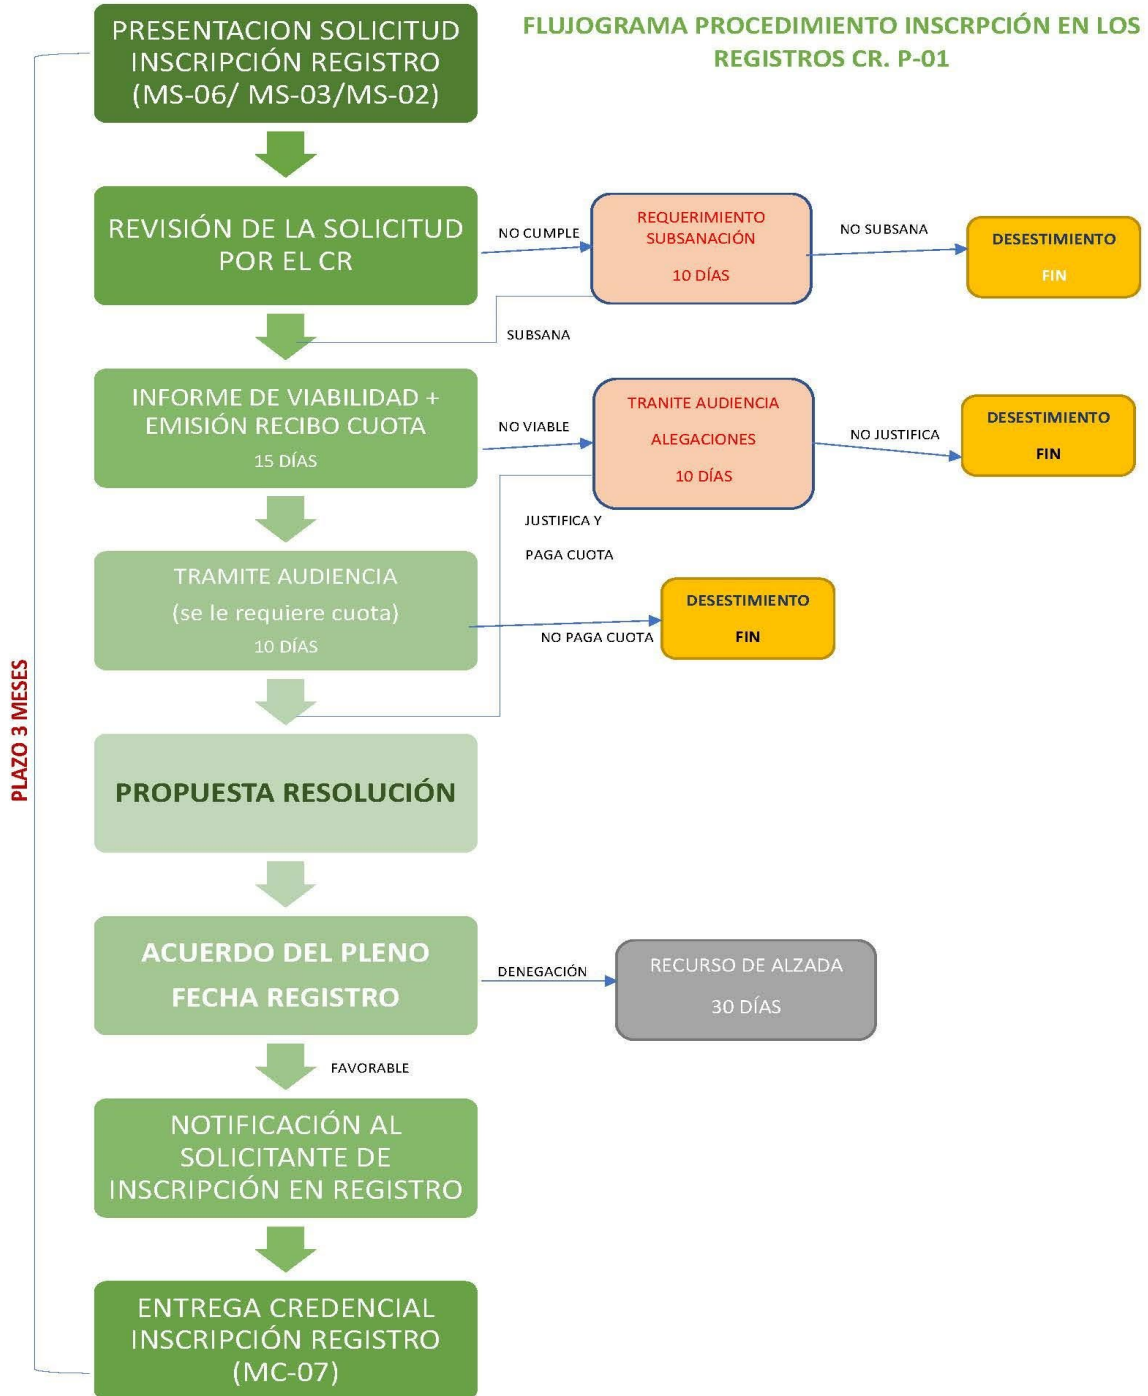 PRESENTACION SOLICITUD
INSCRIPCIÓN REGISTRO
(MS-06/ MS-03/MS-02)
FLUJOGRAMA PROCEDIMIENTO INSCRPCIÓN EN LOS
REGISTROS CR. P-01
REVISIÓN DE LA SOLICITUD
POR EL CR
NO CUMPLE
REQUERIMIENTO
SUBSANACIÓN
10 DÍAS
NO SUBSANA
DESESTIMIENTO
FIN
SUBSANA
INFORME DE VIABILIDAD +
EMISIÓN RECIBO CUOTA
15 DÍAS
NO VIABLE
TRANITE AUDIENCIA
ALEGACIONES
10 DÍAS
NO JUSTIFICA
DESESTIMIENTO
FIN
JUSTIFICA Y
PAGA CUOTA
TRAMITE AUDIENCIA
(se le requiere cuota)
10 DÍAS
NO PAGA CUOTA
DESESTIMIENTO
FIN
PLAZO 3 MESES
PROPUESTA RESOLUCIÓN
ACUERDO DEL PLENO
FECHA REGISTRO
DENEGACIÓN
RECURSO DE ALZADA
30 DÍAS
FAVORABLE
NOTIFICACIÓN AL
SOLICITANTE DE
INSCRIPCIÓN EN REGISTRO
ENTREGA CREDENCIAL
INSCRIPCIÓN REGISTRO
(MC-07)